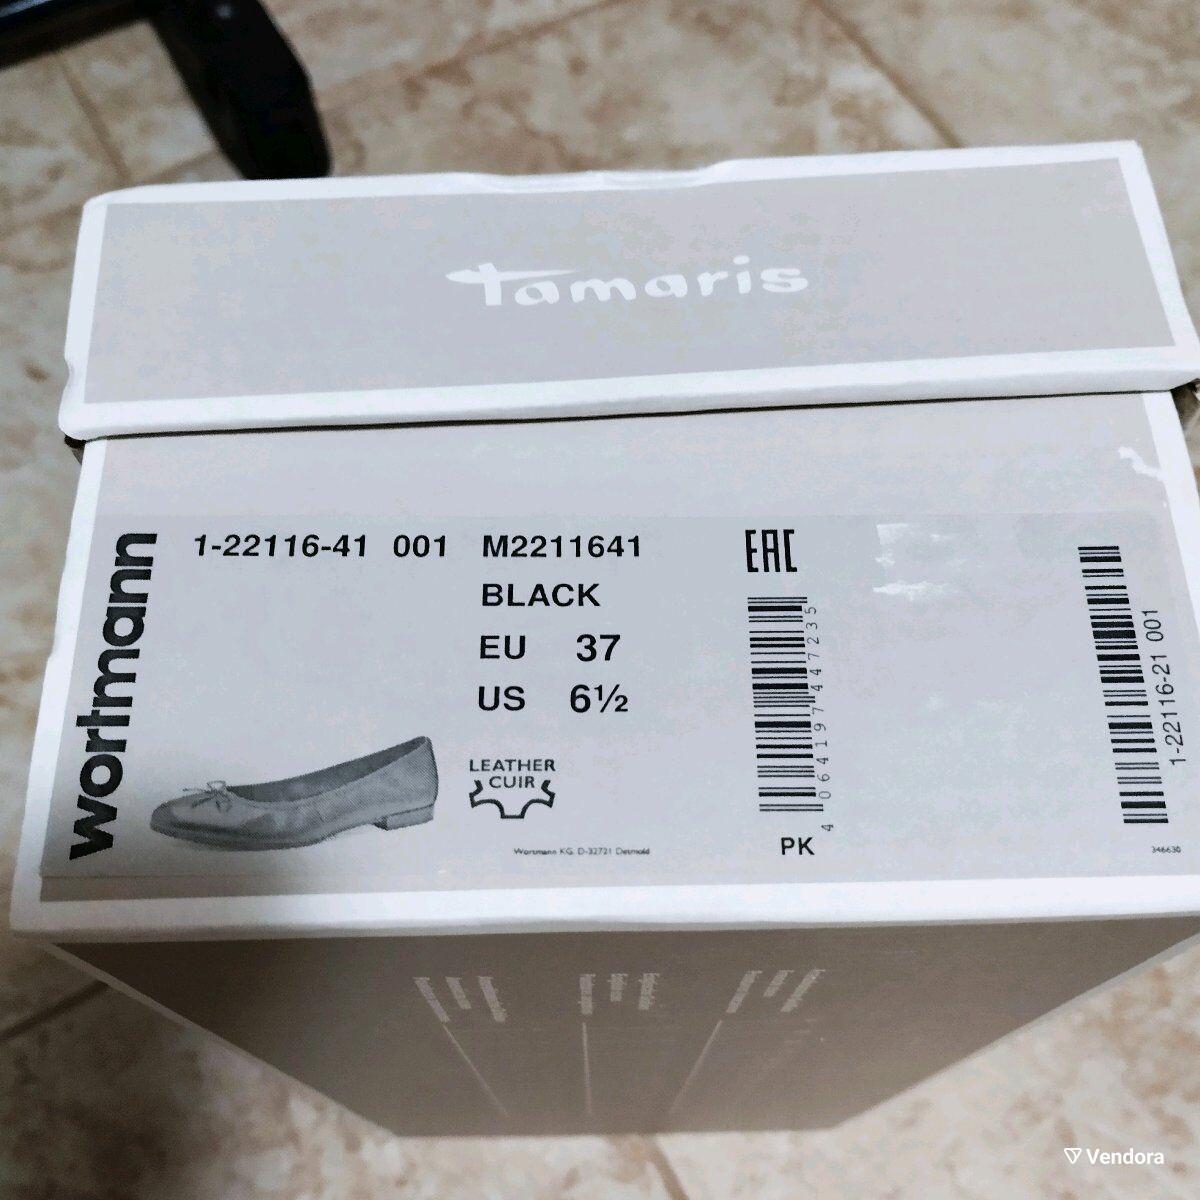 Tamaris
wortmann
1-22116-41 001 M2211641
BLACK
EU 37
US 6½
LEATHER
CUIR
Wortmann KG. D-32721 Detmold
EAC
4 064197 447235
PK
1-22116-21 001
346630
Vendora